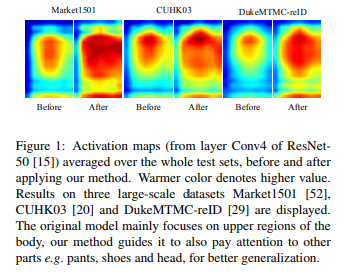 Market1501 CUHK03 DukeMTMC-reID
Before After Before After Before After
Figure 1: Activation maps (from layer Conv4 of ResNet-
50 [15]) averaged over the whole test sets, before and after
applying our method. Warmer color denotes higher value.
Results on three large-scale datasets Market1501 [52],
CUHK03 [20] and DukeMTMC-reID [29] are displayed.
The original model mainly focuses on upper regions of the
body, our method guides it to also pay attention to other
parts e.g. pants, shoes and head, for better generalization.